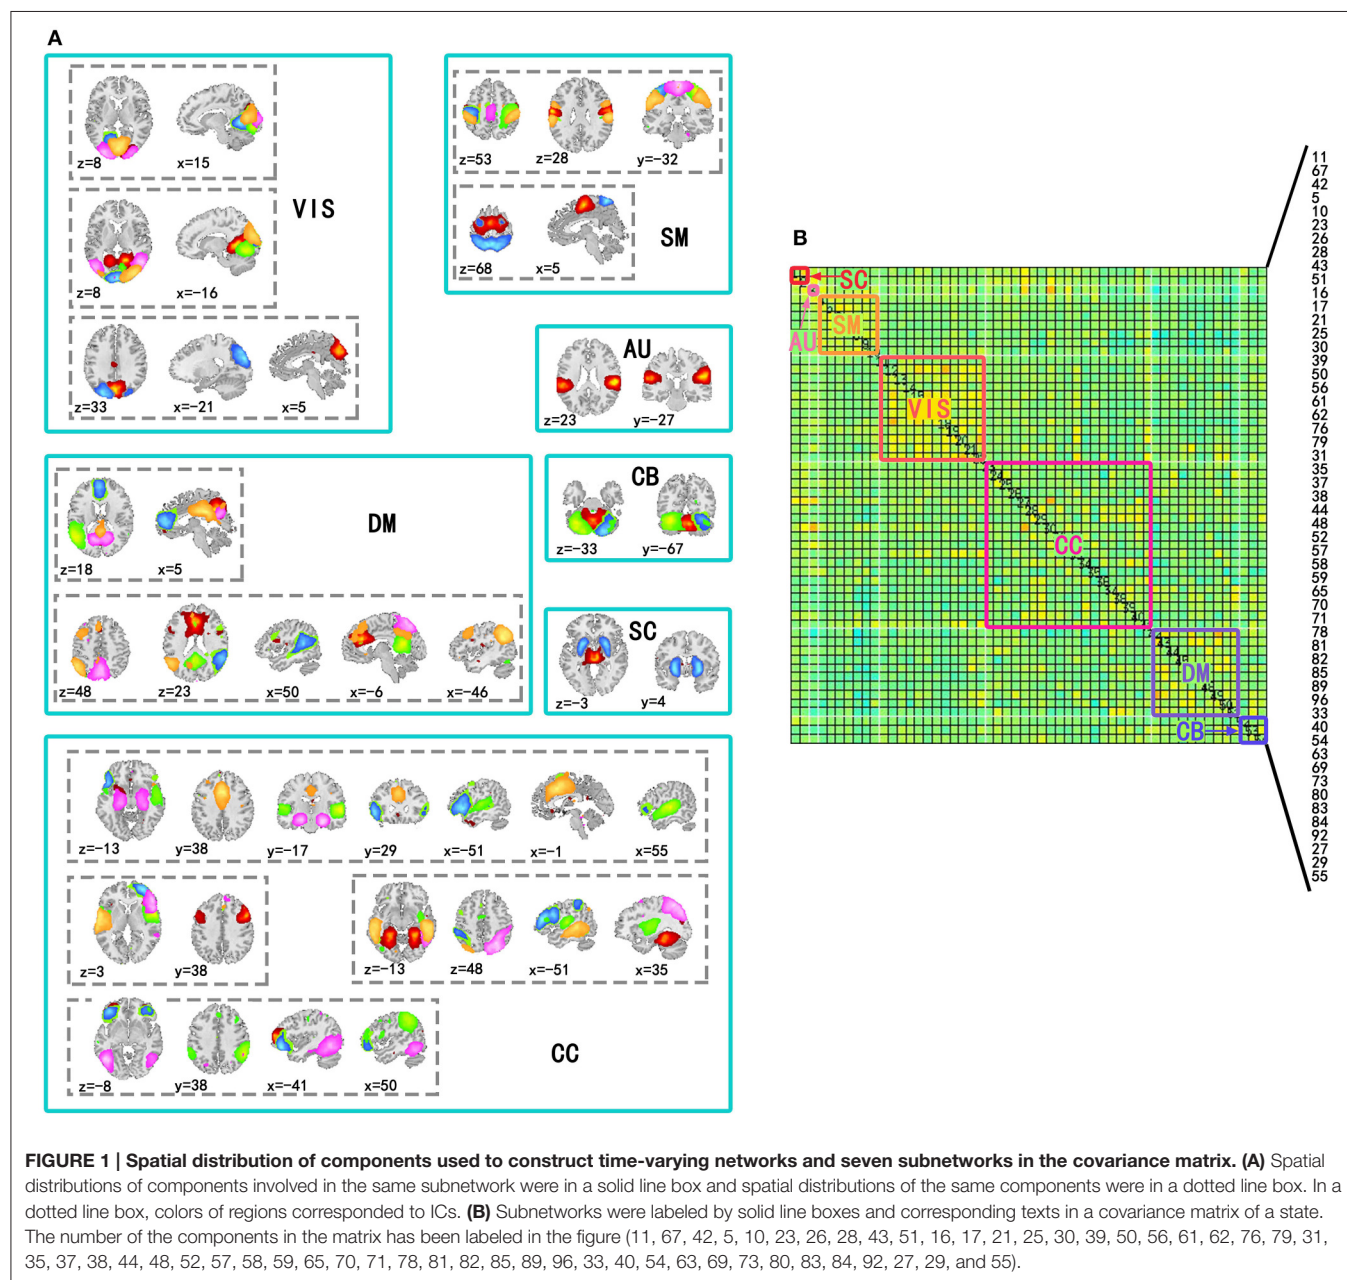 A
z=8
x=15
VIS
z=8
x=-16
z=33
x=-21
x=5
z=53
z=28
y=-32
SM
z=68
x=5
AU
z=23
y=-27
DM
z=18
x=5
z=48
z=23
x=50
x=-6
x=-46
CB
z=-33
y=-67
SC
z=-3
y=4
z=-13
y=38
y=-17
y=29
x=-51
x=-1
x=55
z=3
y=38
z=-13
z=48
x=-51
x=35
z=-8
y=38
x=-41
x=50
CC
B
SC
AU
SM
VIS
CC
DM
CB
11
67
42
5
10
23
26
28
43
51
16
17
21
25
30
39
50
56
61
62
76
79
31
35
37
38
44
48
52
57
58
59
65
70
71
78
81
82
85
89
96
33
40
54
63
69
73
80
83
84
92
27
29
55
FIGURE 1 | Spatial distribution of components used to construct time-varying networks and seven subnetworks in the covariance matrix. (A) Spatial
distributions of components involved in the same subnetwork were in a solid line box and spatial distributions of the same components were in a dotted line box. In a
dotted line box, colors of regions corresponded to ICs. (B) Subnetworks were labeled by solid line boxes and corresponding texts in a covariance matrix of a state.
The number of the components in the matrix has been labeled in the figure (11, 67, 42, 5, 10, 23, 26, 28, 43, 51, 16, 17, 21, 25, 30, 39, 50, 56, 61, 62, 76, 79, 31,
35, 37, 38, 44, 48, 52, 57, 58, 59, 65, 70, 71, 78, 81, 82, 85, 89, 96, 33, 40, 54, 63, 69, 73, 80, 83, 84, 92, 27, 29, and 55).